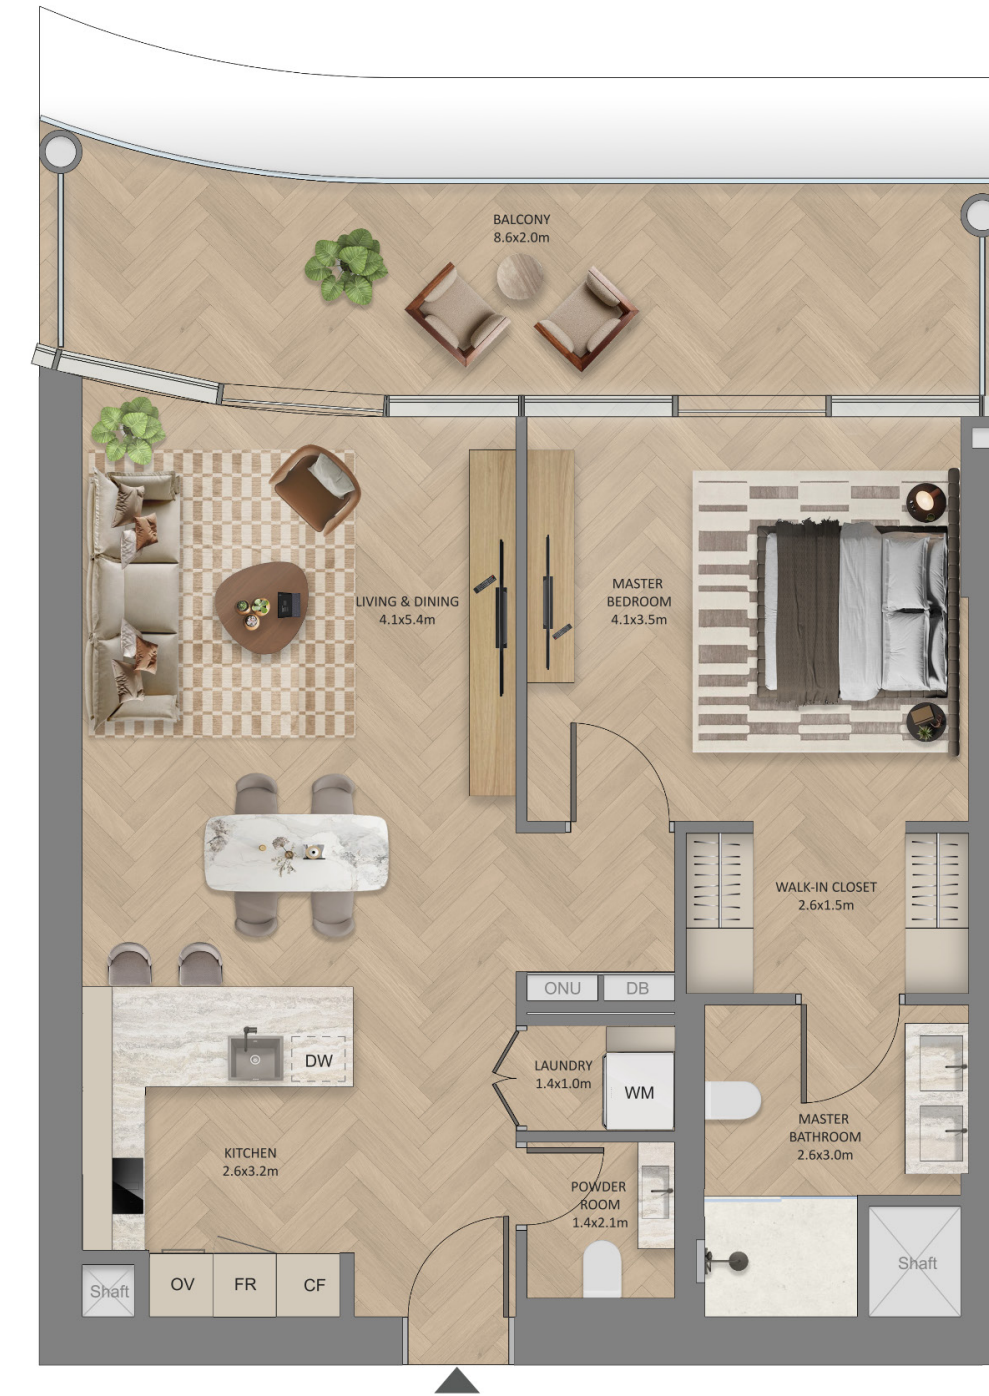 BALCONY
8.6x2.0m
LIVING & DINING
4.1x5.4m
MASTER
BEDROOM
4.1x3.5m
WALK-IN CLOSET
2.6x1.5m
ONU
DB
LAUNDRY
1.4x1.0m
WM
DW
MASTER
BATHROOM
2.6x3.0m
KITCHEN
2.6x3.2m
POWDER
ROOM
1.4x2.1m
Shaft
OV
FR
CF
Shaft